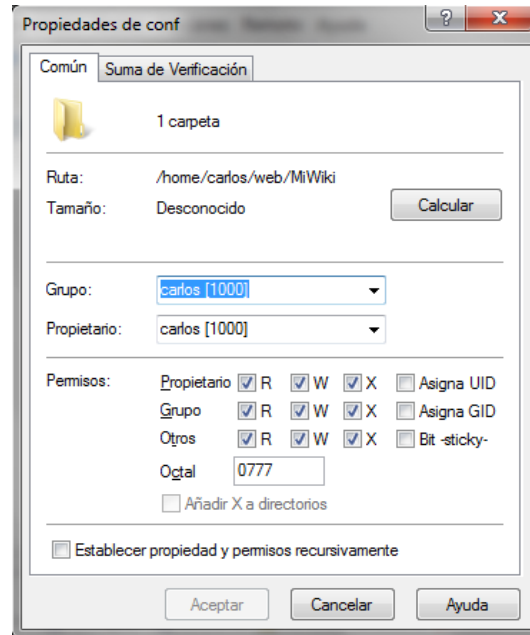 Propiedades de conf
Común Suma de Verificación
1 carpeta
Ruta: /home/carlos/web/MiWiki
Tamaño: Desconocido Calcular
Grupo: carlos [1000]
Propietario: carlos [1000]
Permisos: Propietario R W X Asigna UID
Grupo R W X Asigna GID
Otros R W X Bit -sticky-
Octal 0777
Añadir X a directorios
Establecer propiedad y permisos recursivamente
Aceptar Cancelar Ayuda